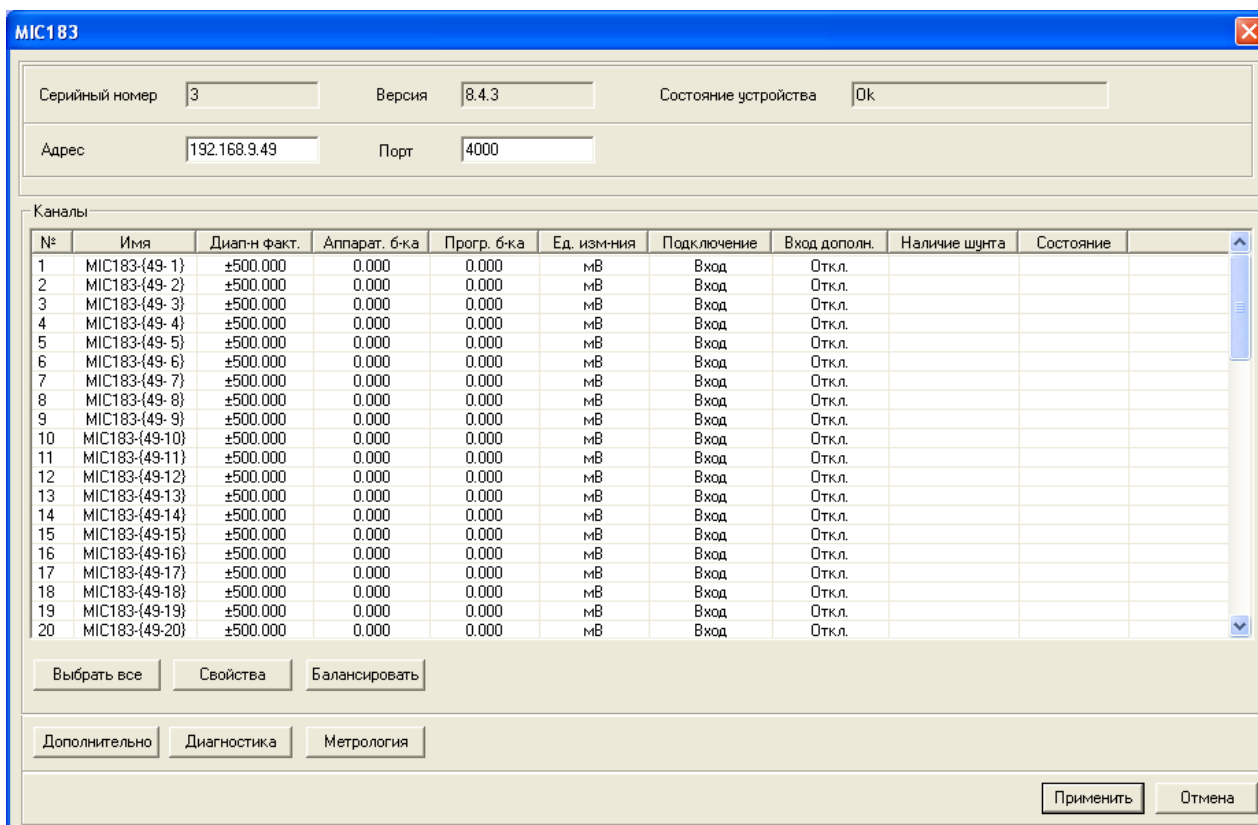 MIC183
Серийный номер 3 Версия 8.4.3 Состояние устройства Ok
Адрес 192.168.9.49 Порт 4000
Каналы
№ Имя Диап-н факт. Аппарат. б-ка Прогр. б-ка Ед. изм-ния Подключение Вход дополн. Наличие шунта Состояние
1 MIC183-{49- 1} ±500.000 0.000 0.000 мВ Вход Откл.
2 MIC183-{49- 2} ±500.000 0.000 0.000 мВ Вход Откл.
3 MIC183-{49- 3} ±500.000 0.000 0.000 мВ Вход Откл.
4 MIC183-{49- 4} ±500.000 0.000 0.000 мВ Вход Откл.
5 MIC183-{49- 5} ±500.000 0.000 0.000 мВ Вход Откл.
6 MIC183-{49- 6} ±500.000 0.000 0.000 мВ Вход Откл.
7 MIC183-{49- 7} ±500.000 0.000 0.000 мВ Вход Откл.
8 MIC183-{49- 8} ±500.000 0.000 0.000 мВ Вход Откл.
9 MIC183-{49- 9} ±500.000 0.000 0.000 мВ Вход Откл.
10 MIC183-{49-10} ±500.000 0.000 0.000 мВ Вход Откл.
11 MIC183-{49-11} ±500.000 0.000 0.000 мВ Вход Откл.
12 MIC183-{49-12} ±500.000 0.000 0.000 мВ Вход Откл.
13 MIC183-{49-13} ±500.000 0.000 0.000 мВ Вход Откл.
14 MIC183-{49-14} ±500.000 0.000 0.000 мВ Вход Откл.
15 MIC183-{49-15} ±500.000 0.000 0.000 мВ Вход Откл.
16 MIC183-{49-16} ±500.000 0.000 0.000 мВ Вход Откл.
17 MIC183-{49-17} ±500.000 0.000 0.000 мВ Вход Откл.
18 MIC183-{49-18} ±500.000 0.000 0.000 мВ Вход Откл.
19 MIC183-{49-19} ±500.000 0.000 0.000 мВ Вход Откл.
20 MIC183-{49-20} ±500.000 0.000 0.000 мВ Вход Откл.
Выбрать все Свойства Балансировать
Дополнительно Диагностика Метрология
Применить Отмена